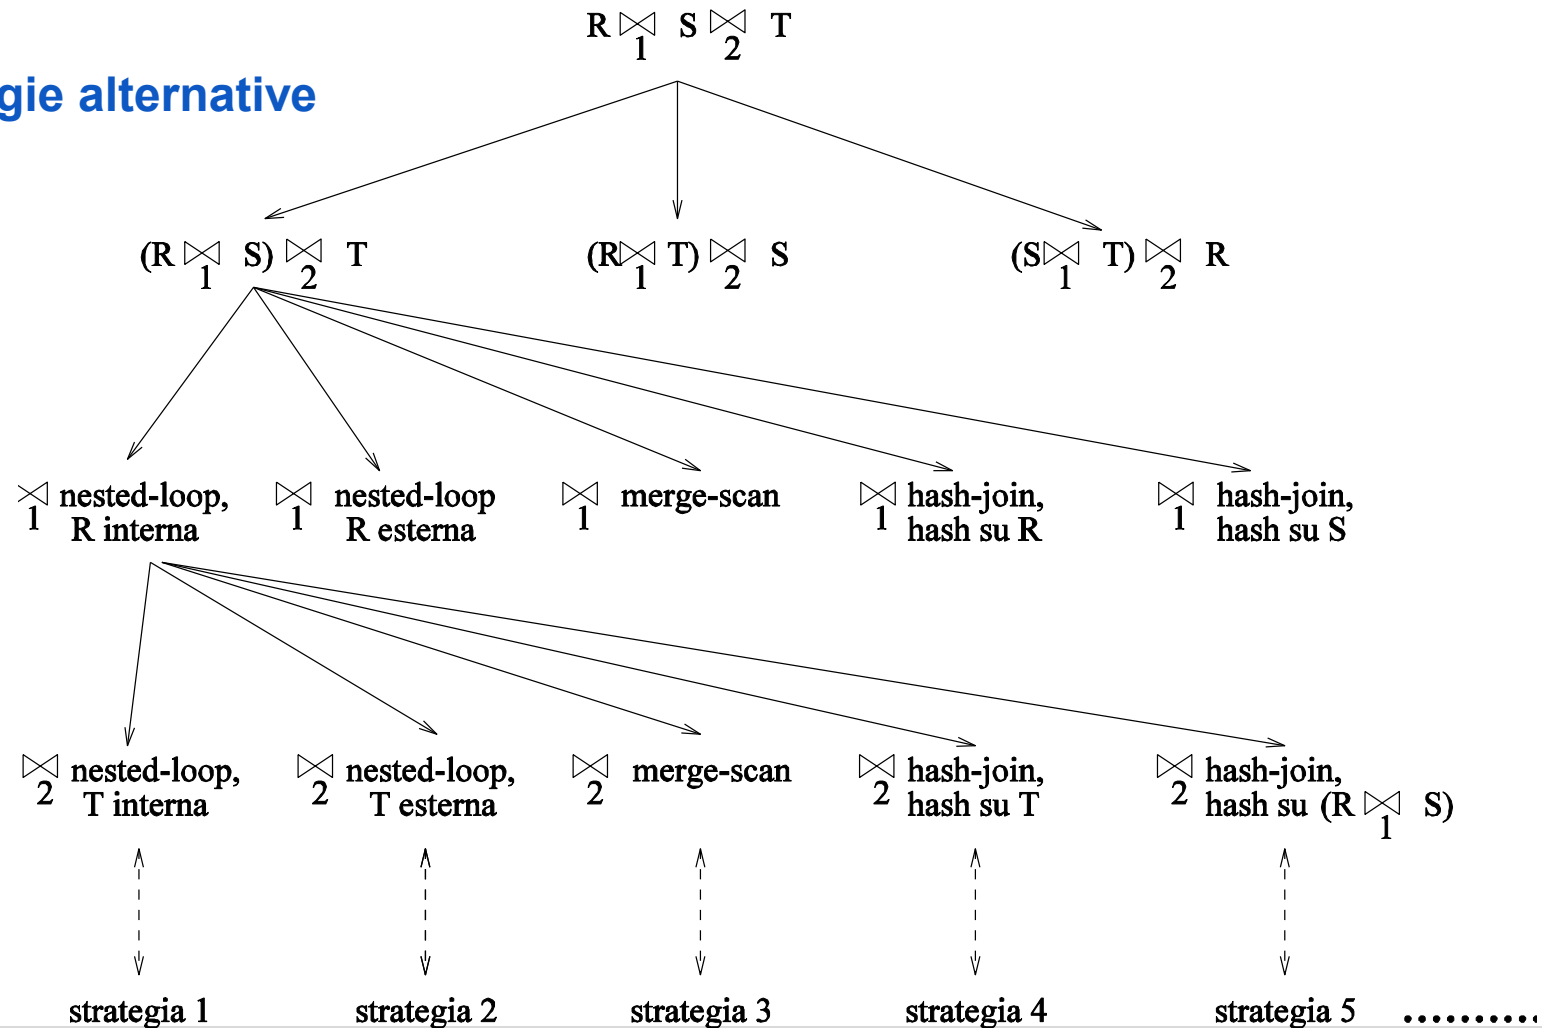 R ⋈1 S ⋈2 T
gie alternative
(R ⋈1 S) ⋈2 T
(R ⋈1 T) ⋈2 S
(S ⋈1 T) ⋈2 R
⋈1 nested-loop,
R interna
⋈1 nested-loop
R esterna
⋈1 merge-scan
⋈1 hash-join,
hash su R
⋈1 hash-join,
hash su S
⋈2 nested-loop,
T interna
⋈2 nested-loop,
T esterna
⋈2 merge-scan
⋈2 hash-join,
hash su T
⋈2 hash-join,
hash su (R ⋈1 S)
strategia 1
strategia 2
strategia 3
strategia 4
strategia 5 ..........